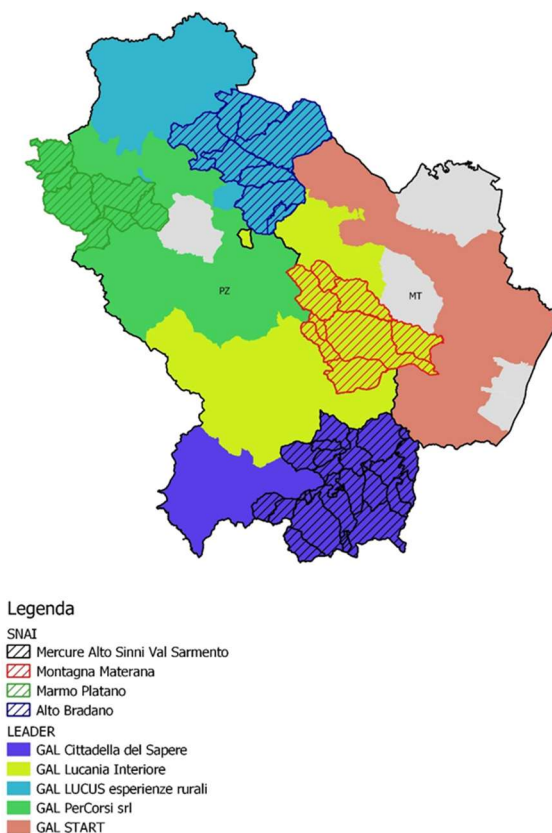 PZ
MT
Legenda
SNAI
Mercure Alto Sinni Val Sarmento
Montagna Materana
Marmo Platano
Alto Bradano
LEADER
GAL Cittadella del Sapere
GAL Lucania Interiore
GAL LUCUS esperienze rurali
GAL PerCorsi srl
GAL START